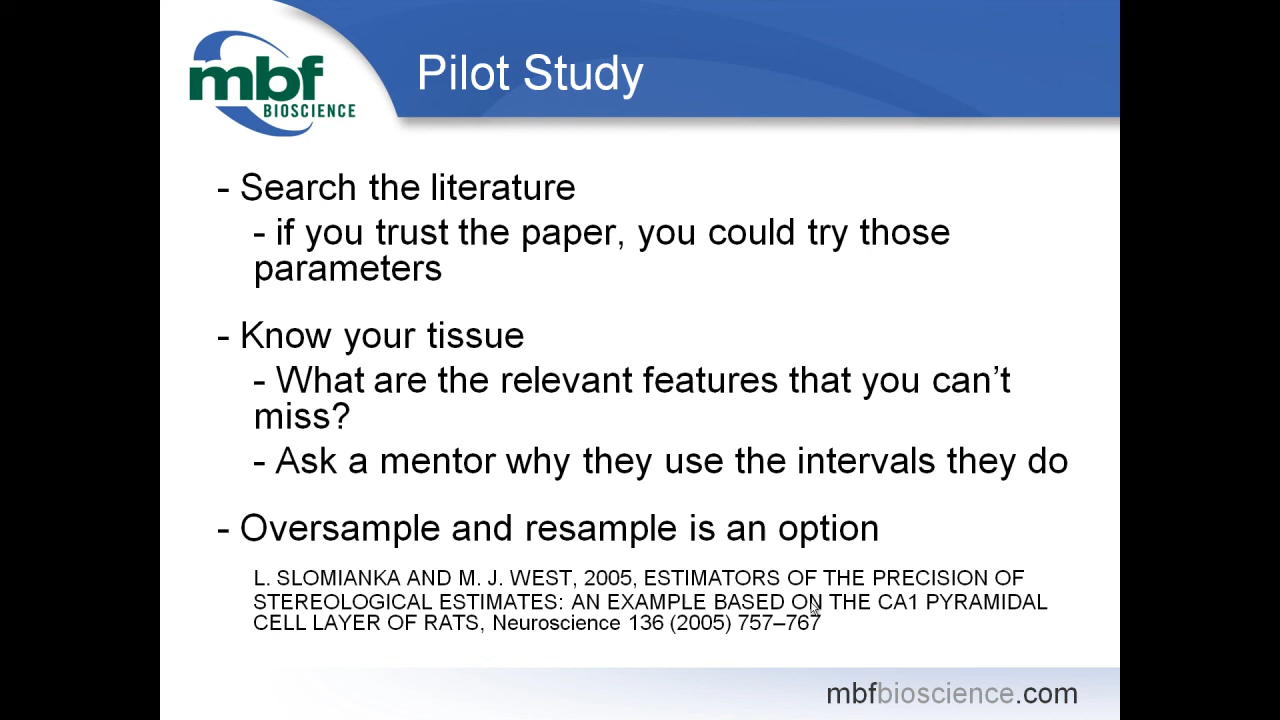 mbf
BIOSCIENCE
Pilot Study
- Search the literature
- if you trust the paper, you could try those
parameters
- Know your tissue
- What are the relevant features that you can’t
miss?
- Ask a mentor why they use the intervals they do
- Oversample and resample is an option
L. SLOMIANKA AND M. J. WEST, 2005, ESTIMATORS OF THE PRECISION OF
STEREOLOGICAL ESTIMATES: AN EXAMPLE BASED ON THE CA1 PYRAMIDAL
CELL LAYER OF RATS, Neuroscience 136 (2005) 757–767
mbfbioscience.com